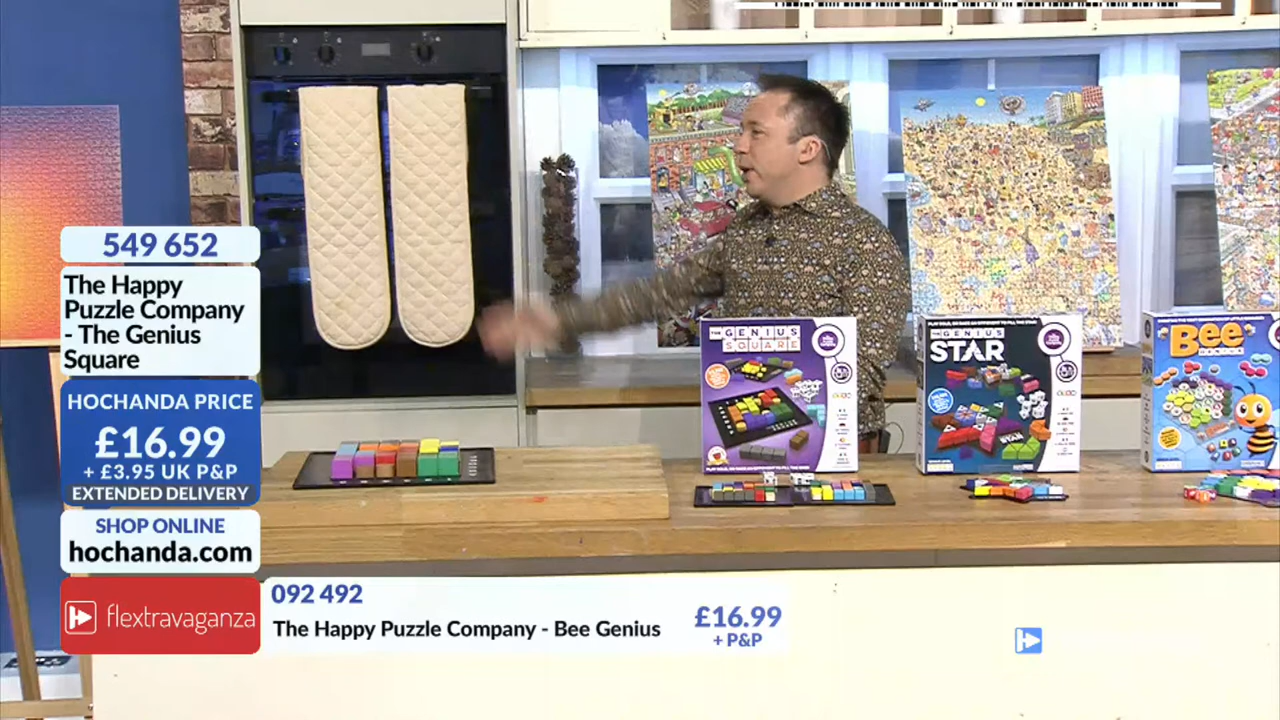 549 652
The Happy
Puzzle Company
- The Genius
Square
HOCHANDA PRICE
£16.99
+ £3.95 UK P&P
EXTENDED DELIVERY
SHOP ONLINE
hochanda.com
flextravaganza
092 492
The Happy Puzzle Company - Bee Genius
£16.99
+ P&P
THE GENIUS
SQUARE
THE GENIUS
STAR
Bee